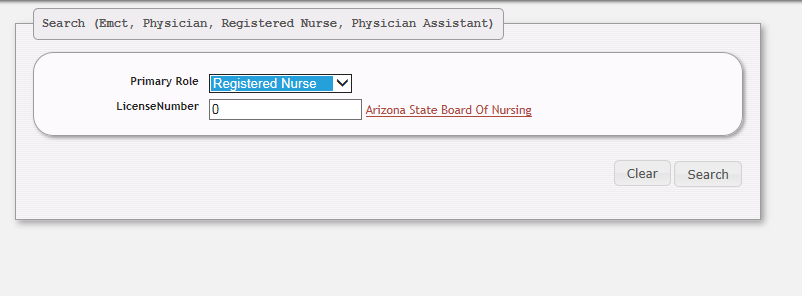 Search (Emct, Physician, Registered Nurse, Physician Assistant)
Primary Role Registered Nurse
LicenseNumber 0 Arizona State Board Of Nursing
Clear Search